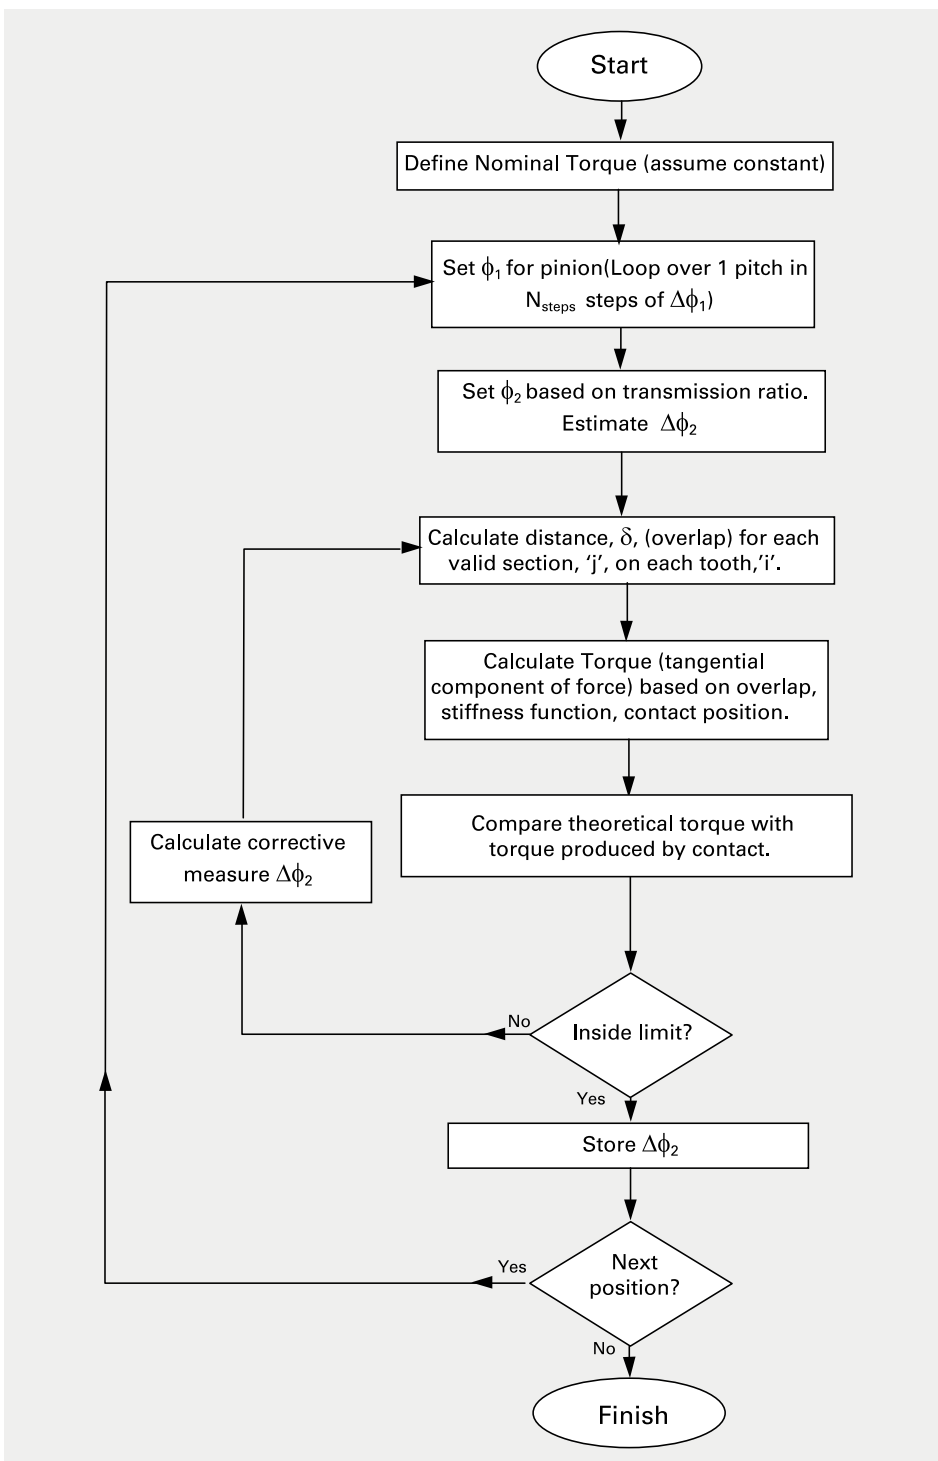 Start
Define Nominal Torque (assume constant)
Set ϕ₁ for pinion(Loop over 1 pitch in
Nsteps steps of Δϕ₁)
Set ϕ₂ based on transmission ratio.
Estimate Δϕ₂
Calculate distance, δ, (overlap) for each
valid section, ‘j’, on each tooth,’i’.
Calculate Torque (tangential
component of force) based on overlap,
stiffness function, contact position.
Compare theoretical torque with
torque produced by contact.
Calculate corrective
measure Δϕ₂
No
Inside limit?
Yes
Store Δϕ₂
Yes
Next
position?
No
Finish